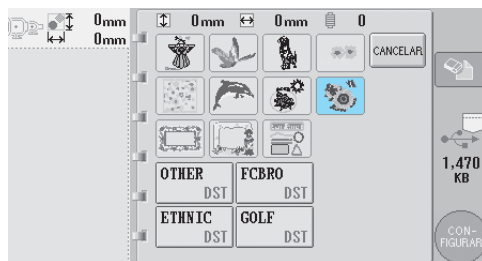 0mm
0mm
0mm 0mm 0
CANCELAR
OTHER FCBRO
DST DST
ETHNIC GOLF
DST DST
1,470
KB
CON-
FIGURAR